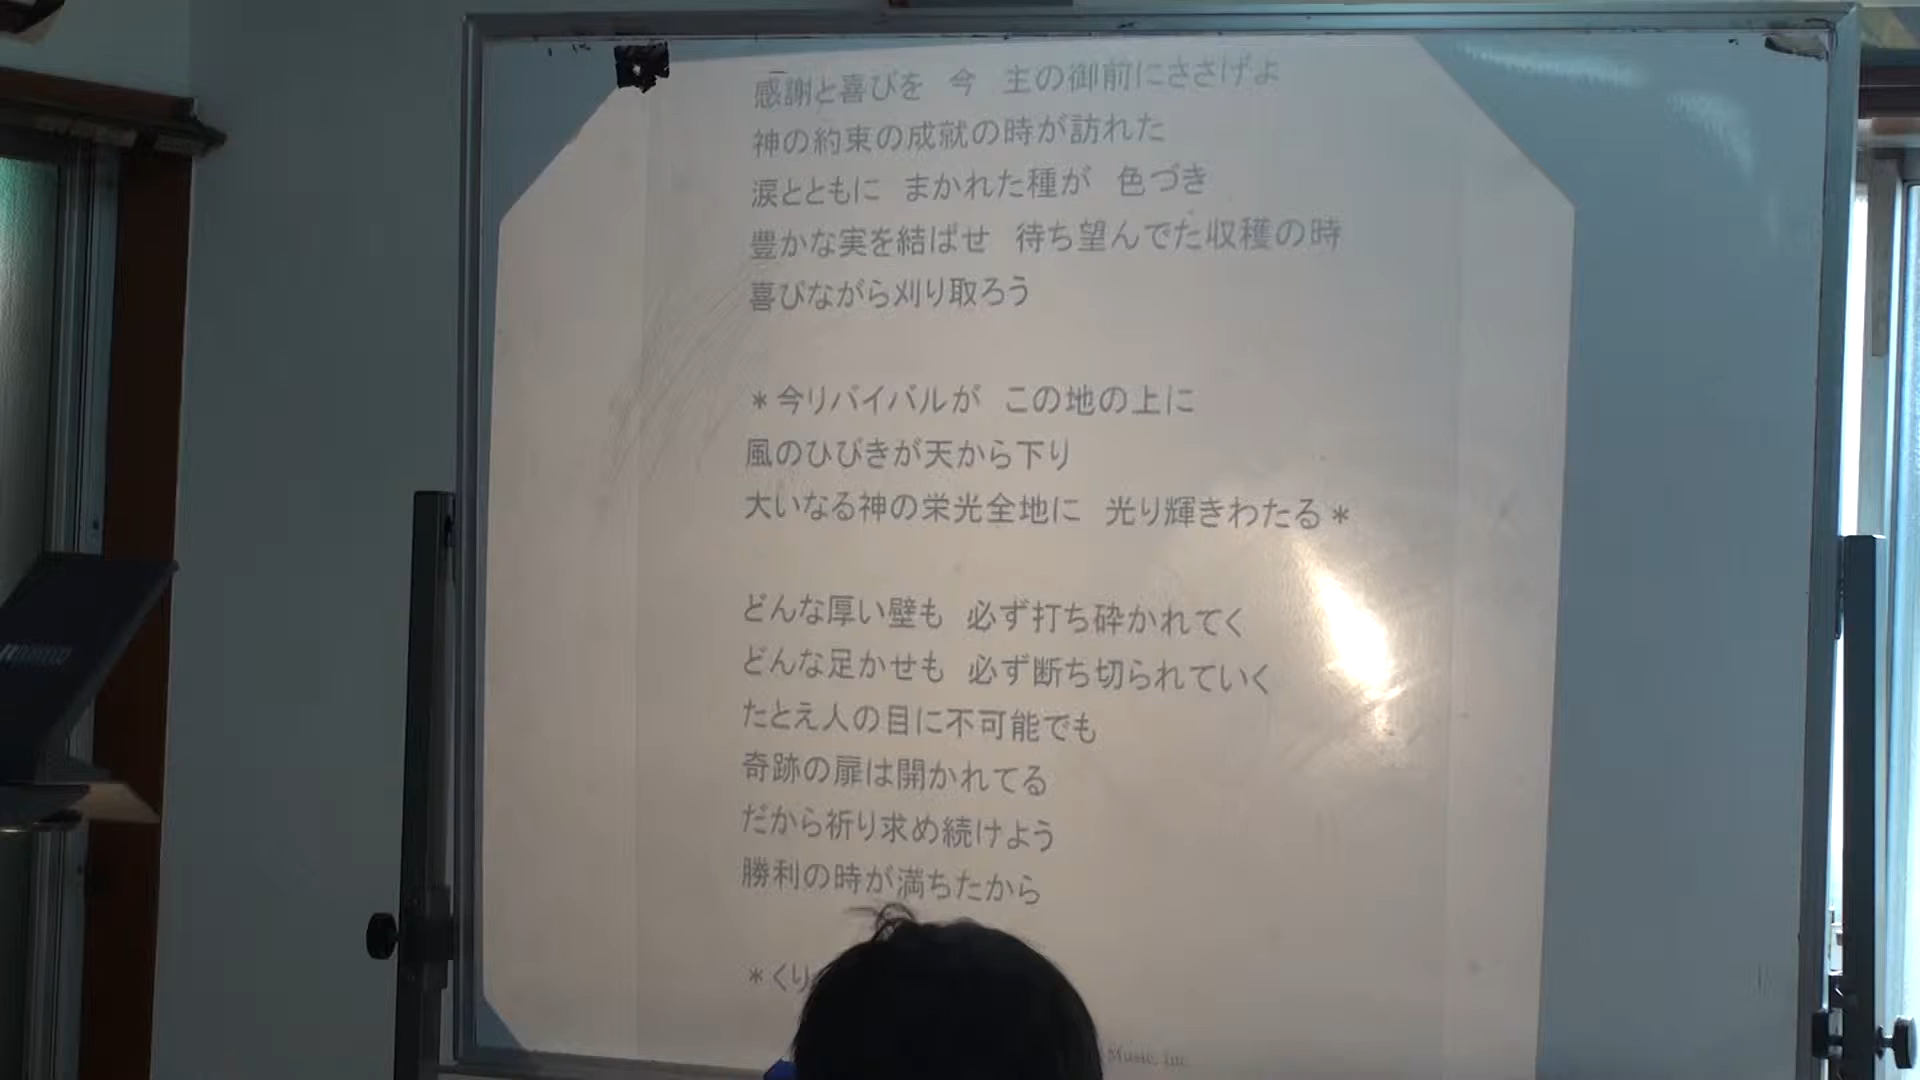 感謝と喜びを 今 主の御前にささげよ
神の約束の成就の時が訪れた
涙とともに まかれた種が 色づき
豊かな実を結ばせ 待ち望んでた収穫の時
喜びながら刈り取ろう
*今リバイバルが この地の上に
風のひびきが天から下り
大いなる神の栄光全地に 光り輝きわたる*
どんな厚い壁も 必ず打ち砕かれてく
どんな足かせも 必ず断ち切られていく
たとえ人の目に不可能でも
奇跡の扉は開かれてる
だから祈り求め続けよう
勝利の時が満ちたから
*くり
Music, Inc